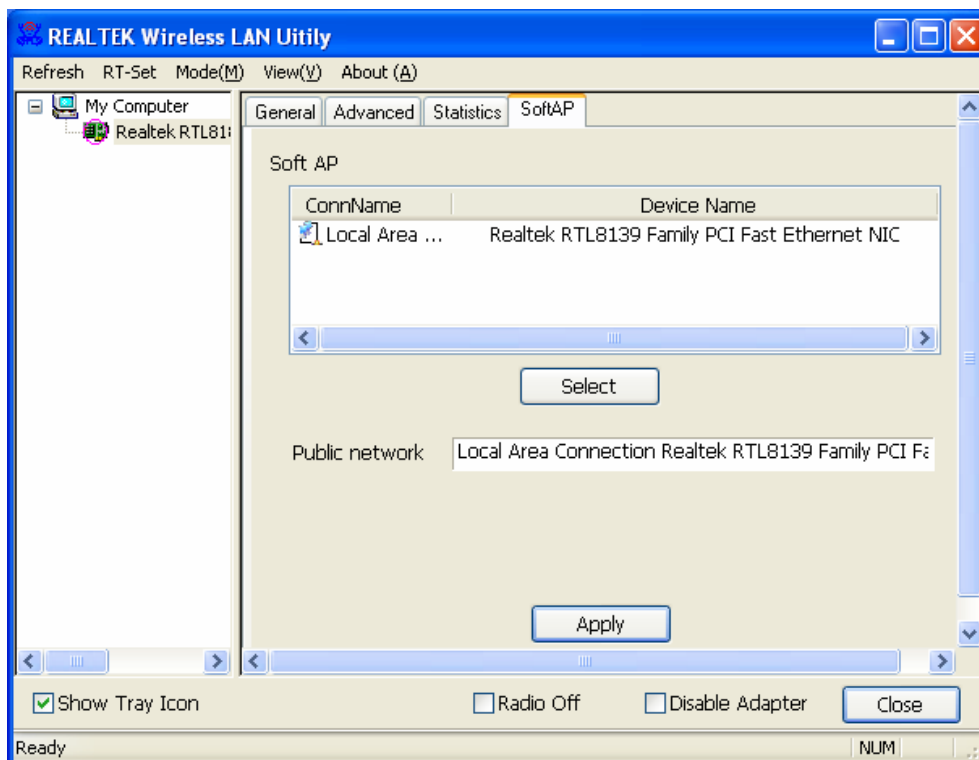 REALTEK Wireless LAN Uitily
Refresh RT-Set Mode(M) View(V) About (A)
My Computer
Realtek RTL81
General Advanced Statistics SoftAP
Soft AP
ConnName Device Name
Local Area ... Realtek RTL8139 Family PCI Fast Ethernet NIC
Select
Public network Local Area Connection Realtek RTL8139 Family PCI Fa
Apply
Show Tray Icon Radio Off Disable Adapter Close
Ready NUM